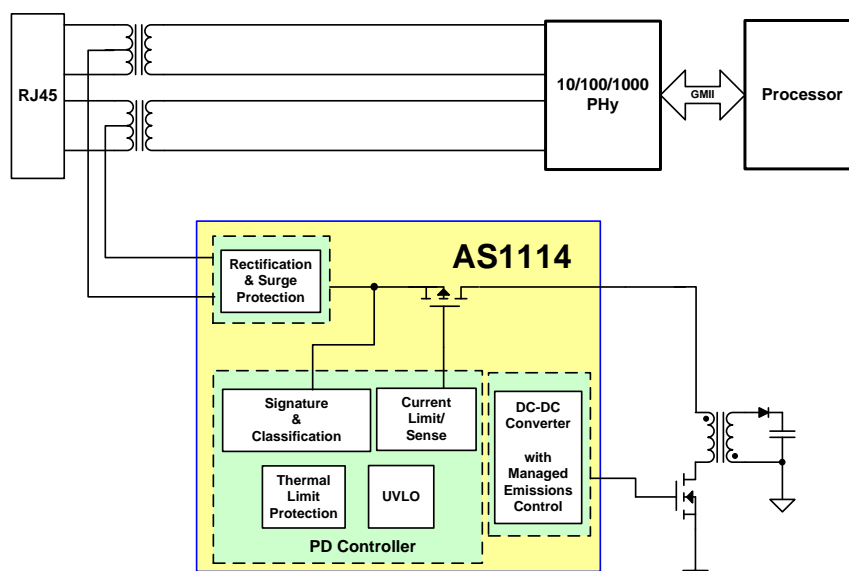 RJ45
10/100/1000
PHy
GMII
Processor
AS1114
Rectification
& Surge
Protection
Signature
&
Classification
Current
Limit/
Sense
DC-DC
Converter
with
Managed
Emissions
Control
Thermal
Limit
Protection
UVLO
PD Controller